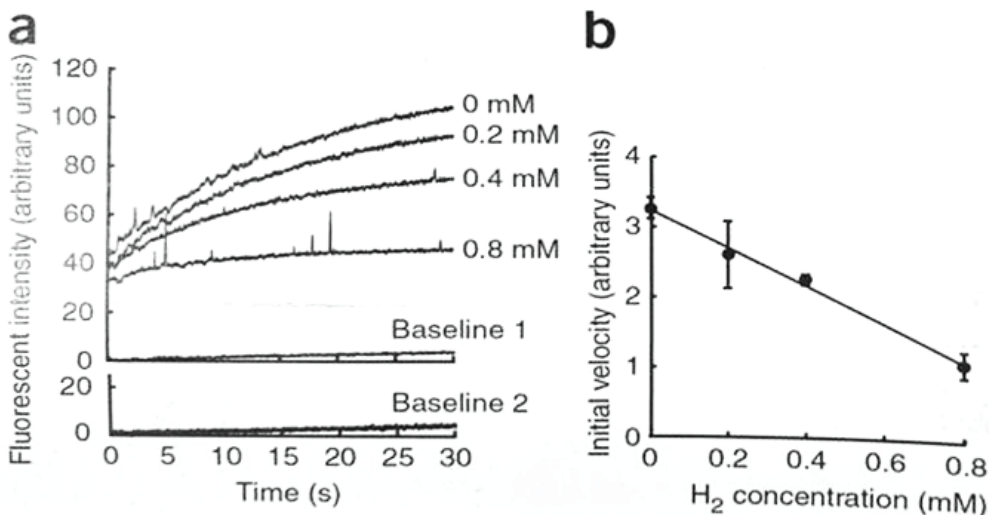 a
Fluorescent intensity (arbitrary units)
120
100
80
60
40
20
0
0 mM
0.2 mM
0.4 mM
0.8 mM
Baseline 1
20
0
Baseline 2
0 5 10 15 20 25 30
Time (s)
b
Initial velocity (arbitrary units)
4
3
2
1
0
0 0.2 0.4 0.6 0.8
H₂ concentration (mM)